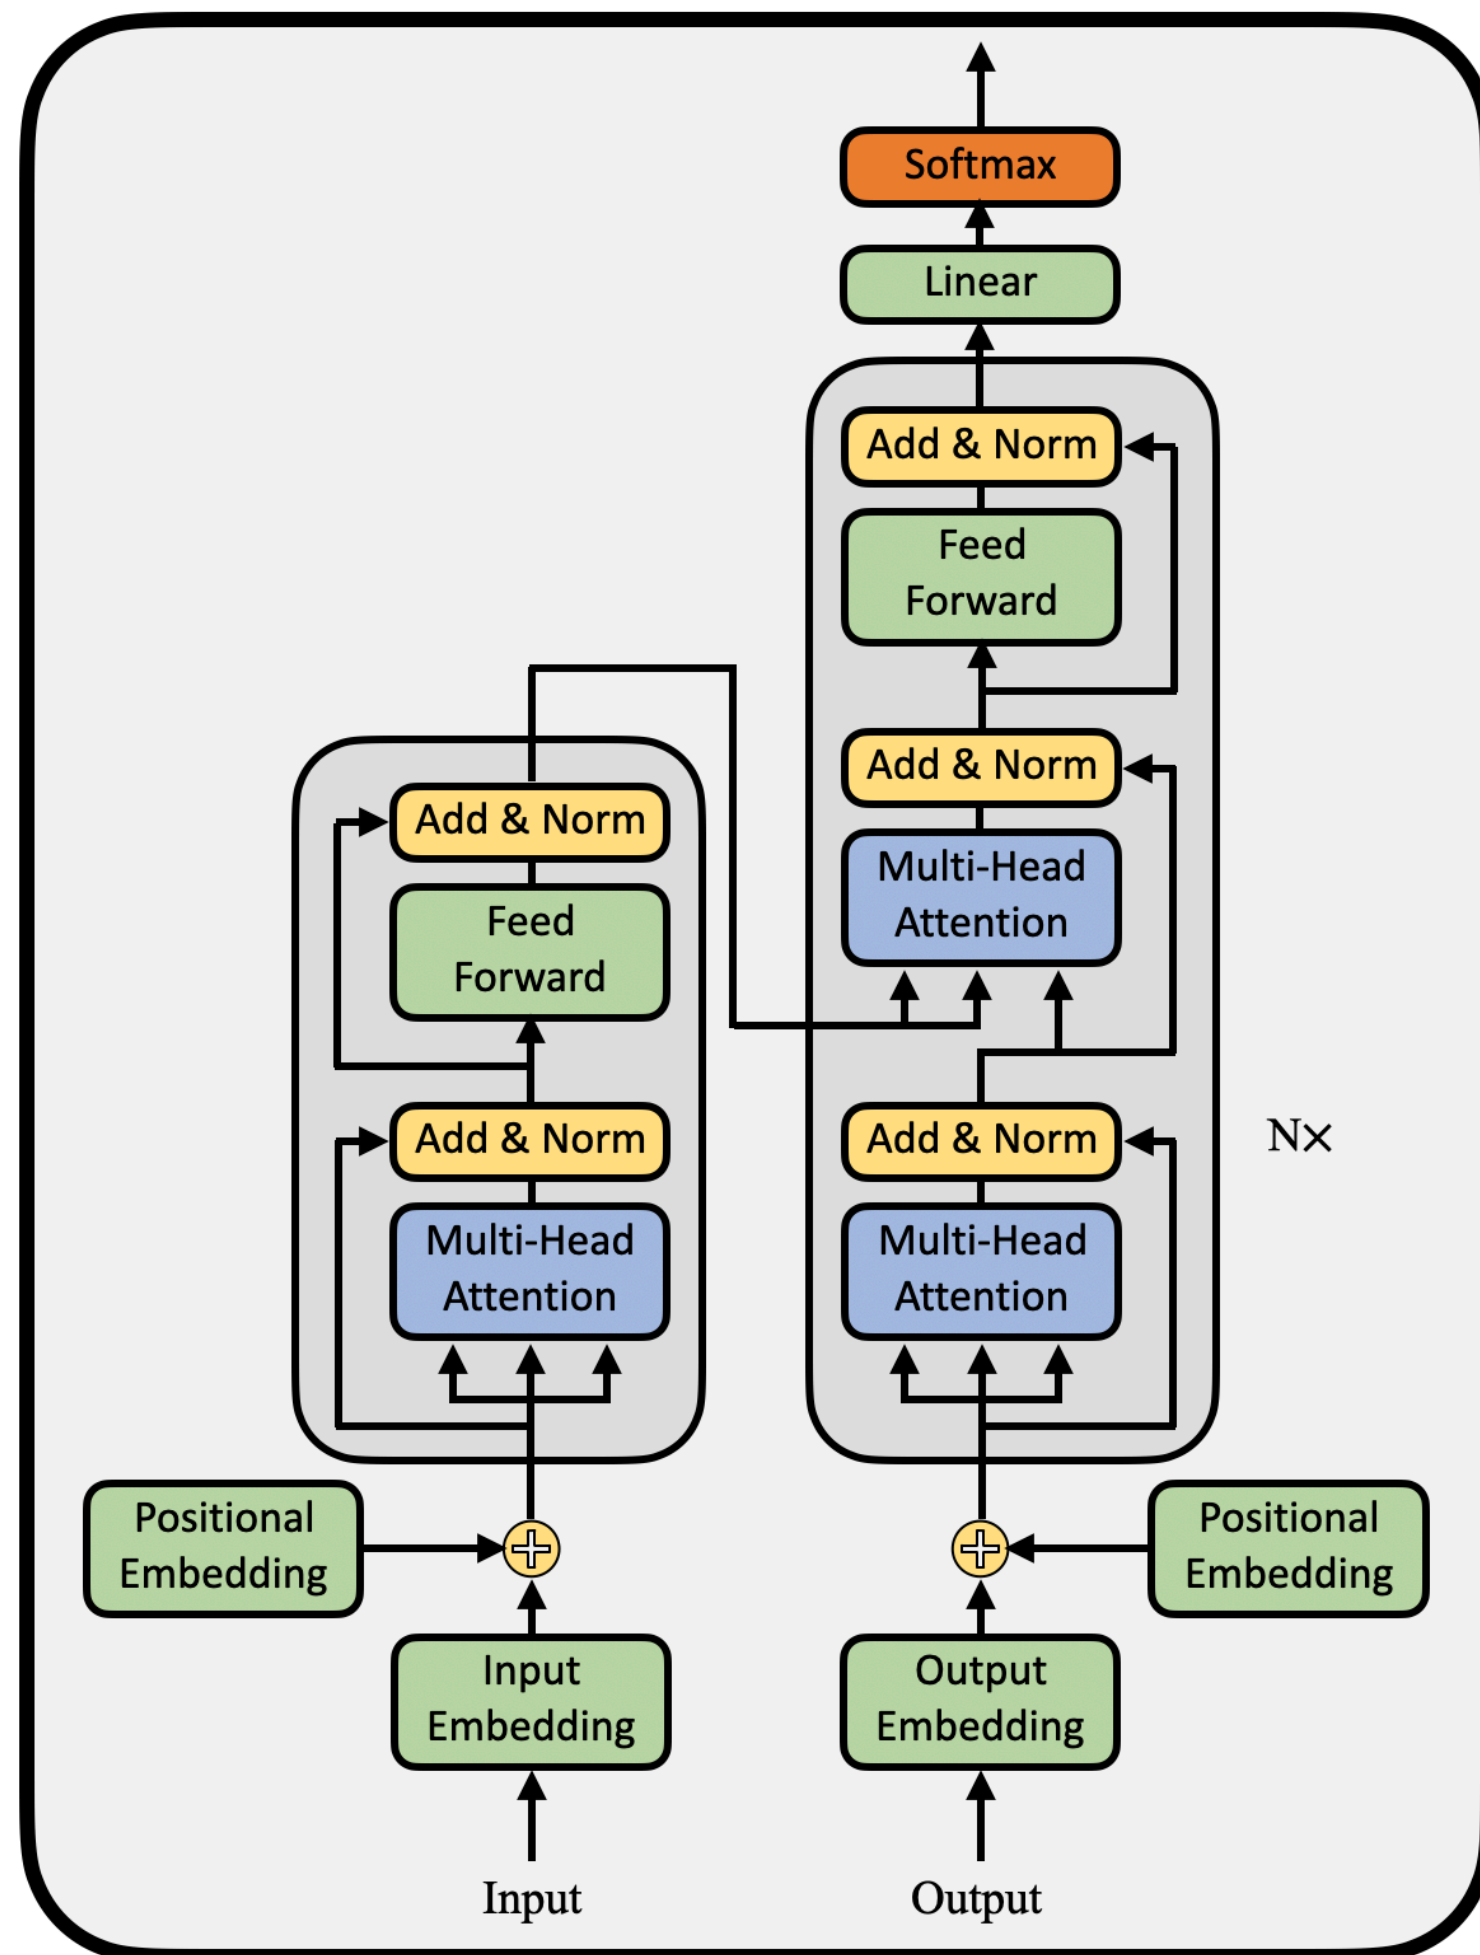 Softmax
Linear
Add & Norm
Feed
Forward
Add & Norm
Multi-Head
Attention
Add & Norm
Multi-Head
Attention
N×
Add & Norm
Feed
Forward
Add & Norm
Multi-Head
Attention
Positional
Embedding
Positional
Embedding
Input
Embedding
Output
Embedding
Input
Output